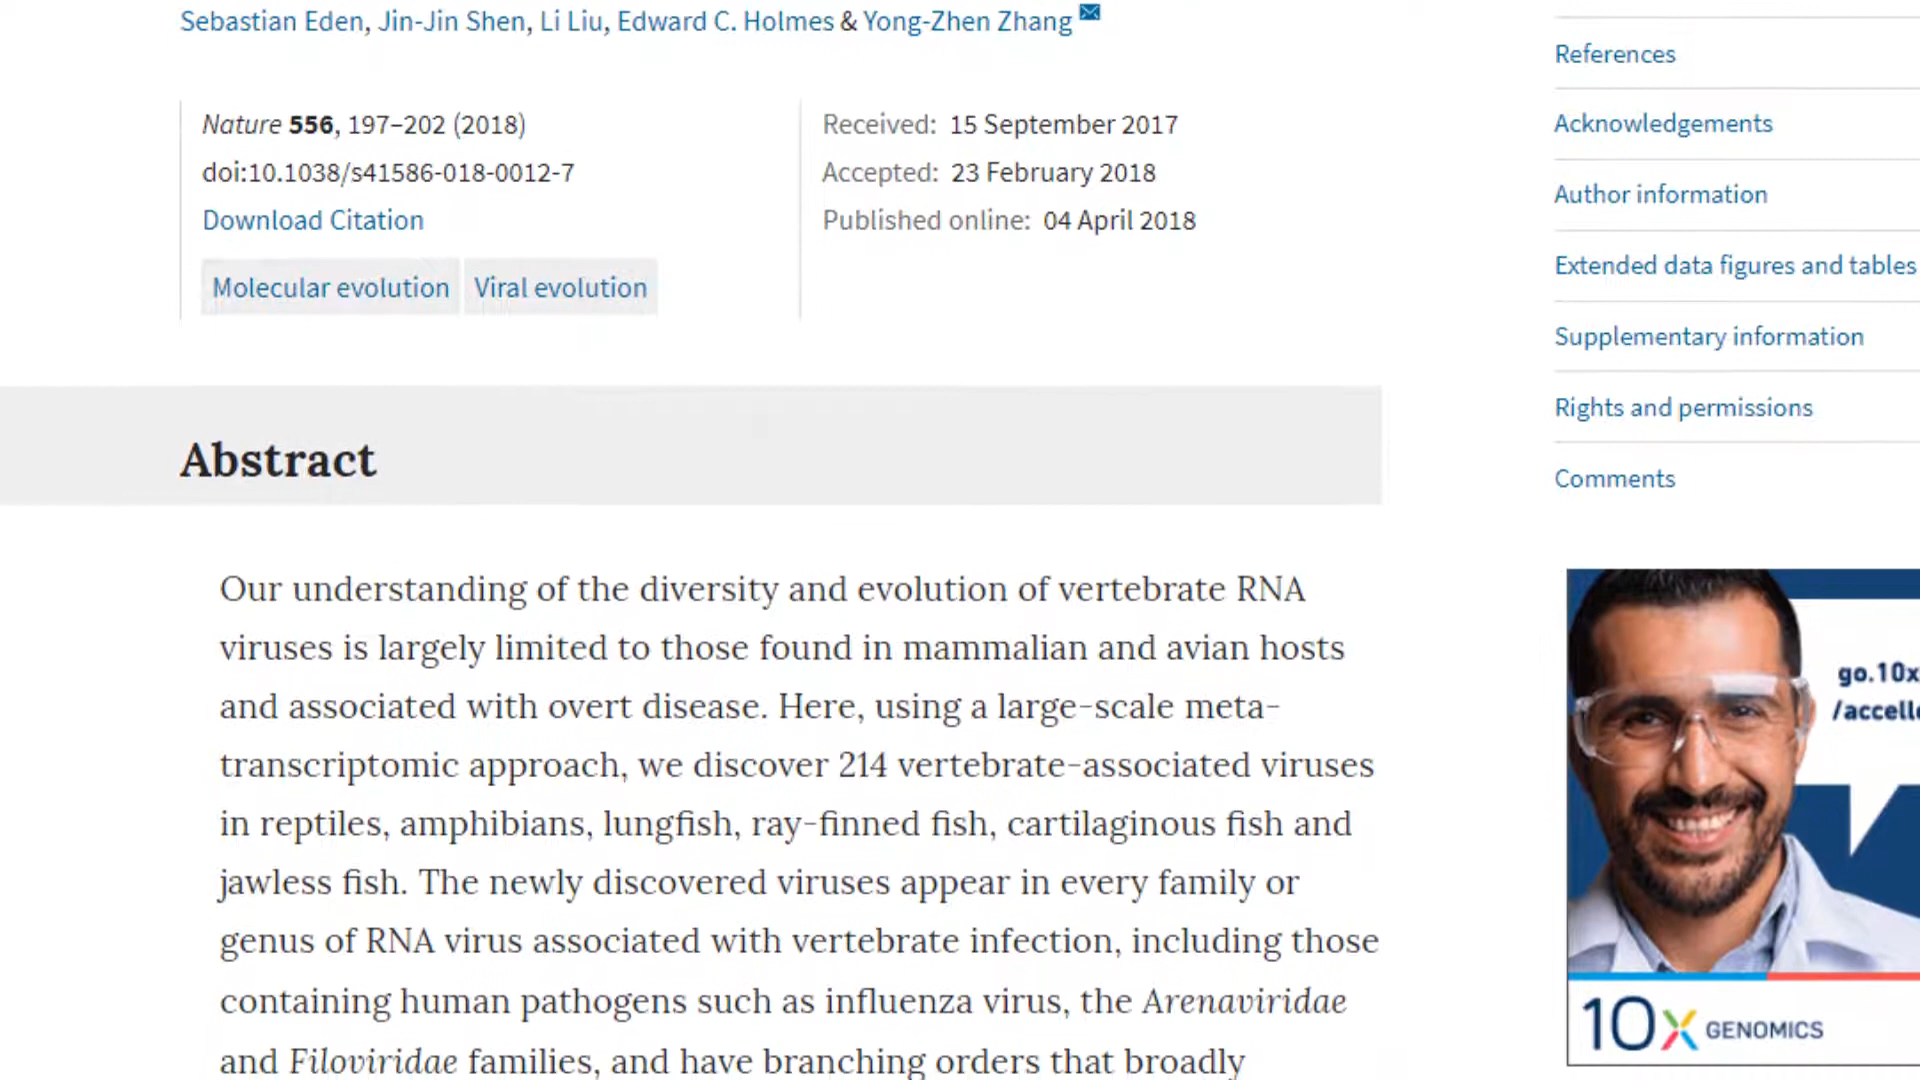 Sebastian Eden, Jin-Jin Shen, Li Liu, Edward C. Holmes & Yong-Zhen Zhang
Nature 556, 197–202 (2018)
doi:10.1038/s41586-018-0012-7
Download Citation
Molecular evolution
Viral evolution
Received: 15 September 2017
Accepted: 23 February 2018
Published online: 04 April 2018
Abstract
Our understanding of the diversity and evolution of vertebrate RNA
viruses is largely limited to those found in mammalian and avian hosts
and associated with overt disease. Here, using a large-scale meta-
transcriptomic approach, we discover 214 vertebrate-associated viruses
in reptiles, amphibians, lungfish, ray-finned fish, cartilaginous fish and
jawless fish. The newly discovered viruses appear in every family or
genus of RNA virus associated with vertebrate infection, including those
containing human pathogens such as influenza virus, the Arenaviridae
and Filoviridae families, and have branching orders that broadly
References
Acknowledgements
Author information
Extended data figures and tables
Supplementary information
Rights and permissions
Comments
go.10x
/accell
10x GENOMICS